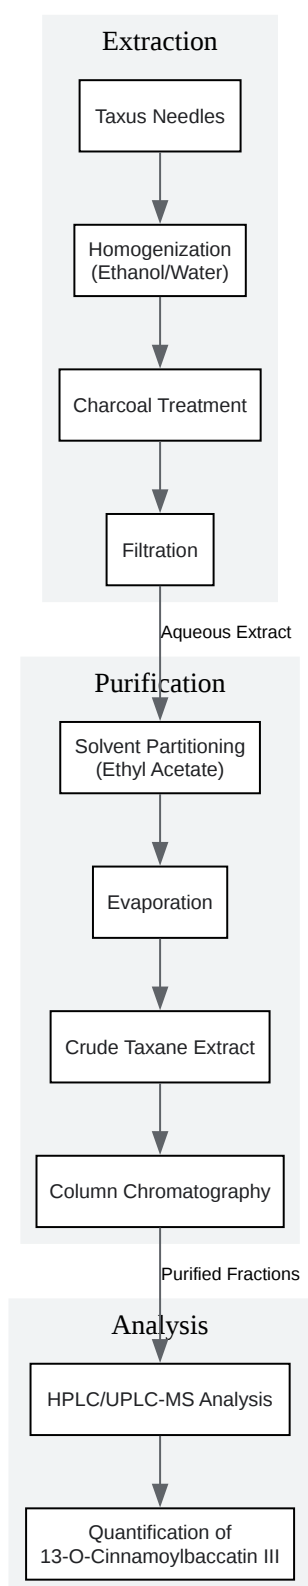 Extraction
Taxus Needles
Homogenization
(Ethanol/Water)
Charcoal Treatment
Filtration
Aqueous Extract
Purification
Solvent Partitioning
(Ethyl Acetate)
Evaporation
Crude Taxane Extract
Column Chromatography
Purified Fractions
Analysis
HPLC/UPLC-MS Analysis
Quantification of
13-O-Cinnamoylbaccatin III